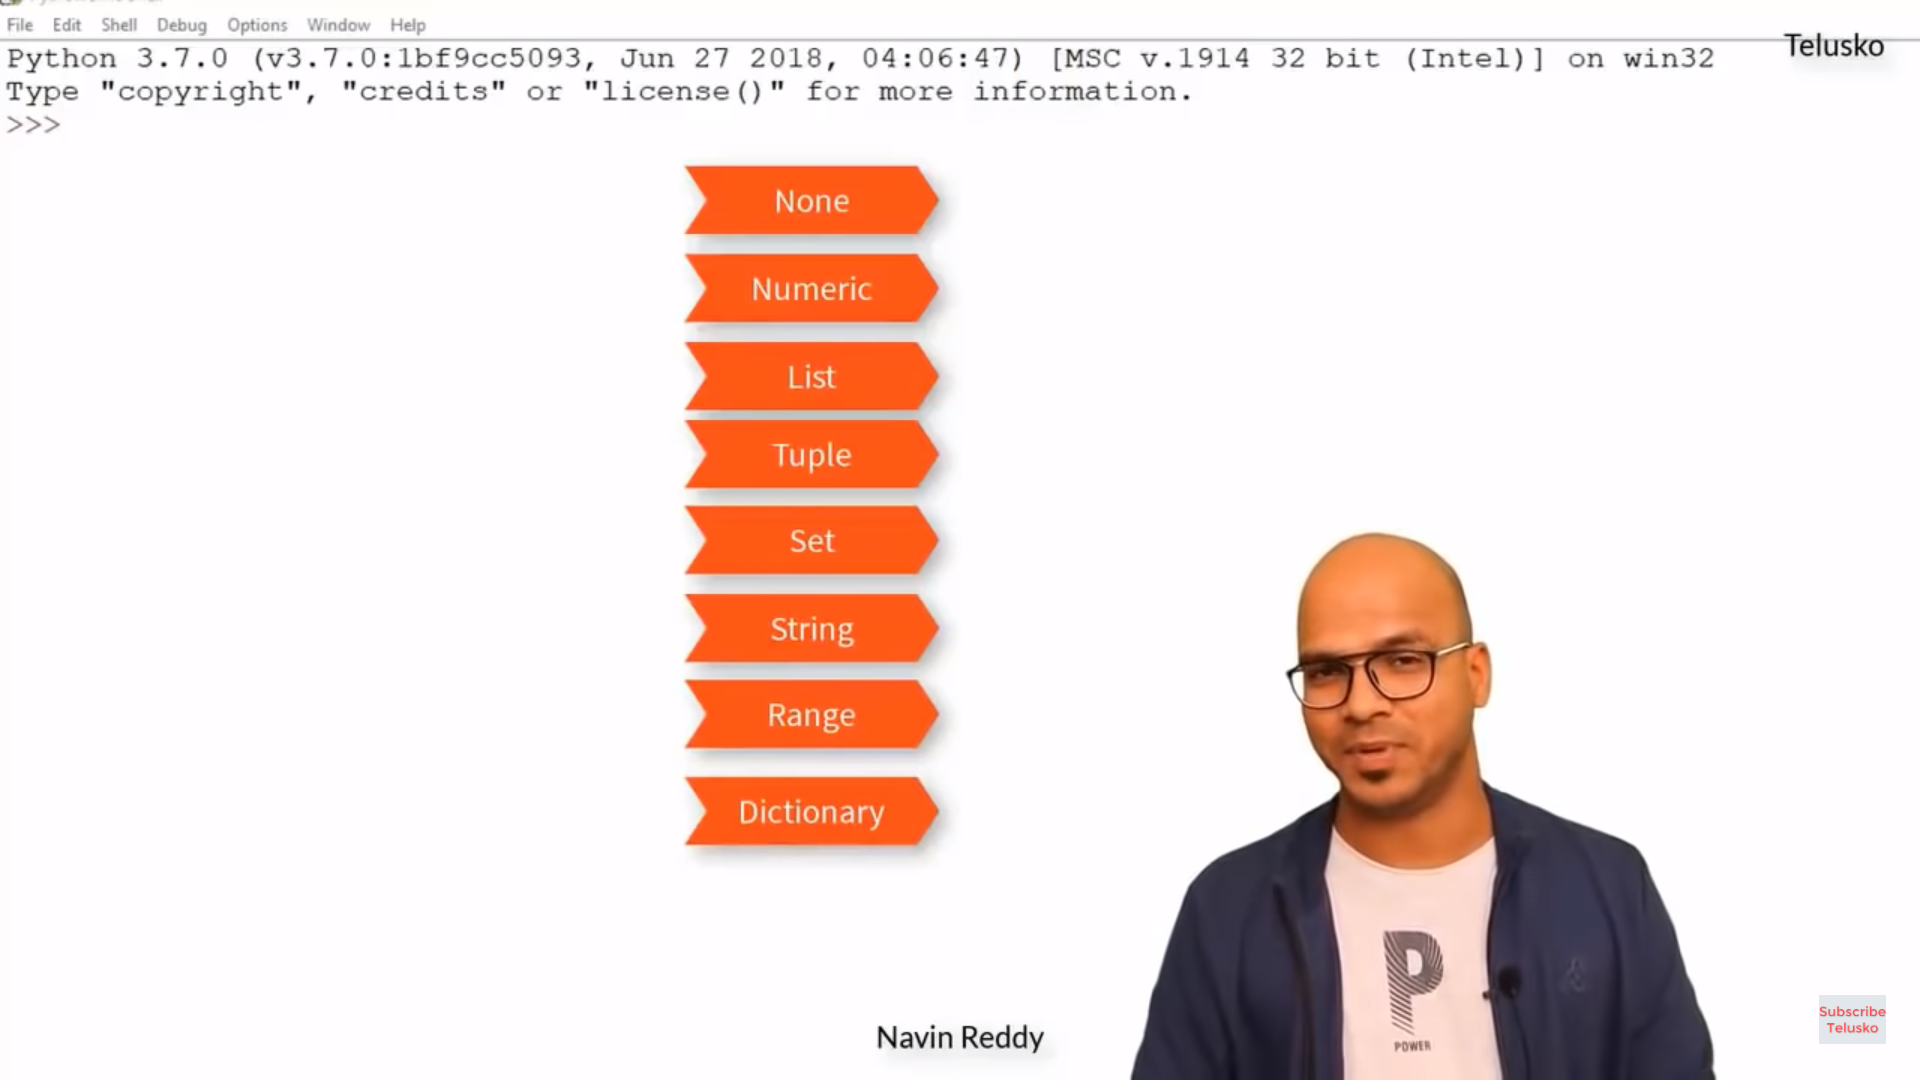 File Edit Shell Debug Options Window Help
Python 3.7.0 (v3.7.0:1bf9cc5093, Jun 27 2018, 04:06:47) [MSC v.1914 32 bit (Intel)] on win32
Telusko
Type "copyright", "credits" or "license()" for more information.
>>>
None
Numeric
List
Tuple
Set
String
Range
Dictionary
P
POWER
Navin Reddy
Subscribe
Telusko